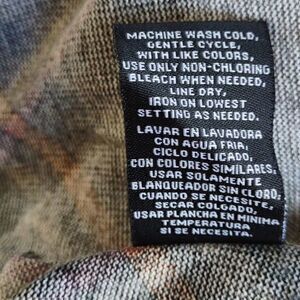 MACHINE WASH COLD,
GENTLE CYCLE,
WITH LIKE COLORS,
USE ONLY NON-CHLORINE
BLEACH WHEN NEEDED,
LINE DRY,
IRON ON LOWEST
SETTING AS NEEDED.
LAVAR EN LAVADORA
CON AGUA FRIA,
CICLO DELICADO,
CON COLORES SIMILARES,
USAR SOLAMENTE
BLANQUEADOR SIN CLORO,
CUANDO SE NECESITE,
SECAR COLGADO,
USAR PLANCHA EN MINIMA
TEMPERATURA
SI SE NECESITA.